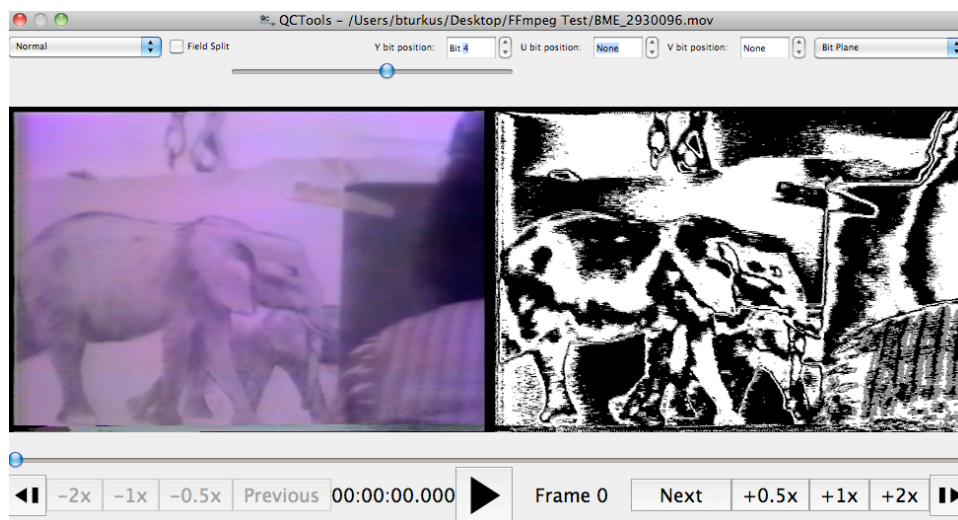 QCTools - /Users/bturkus/Desktop/FFmpeg Test/BME_2930096.mov
Normal Field Split Y bit position: Bit 4 U bit position: None V bit position: None Bit Plane
-2x -1x -0.5x Previous 00:00:00.000 Frame 0 Next +0.5x +1x +2x